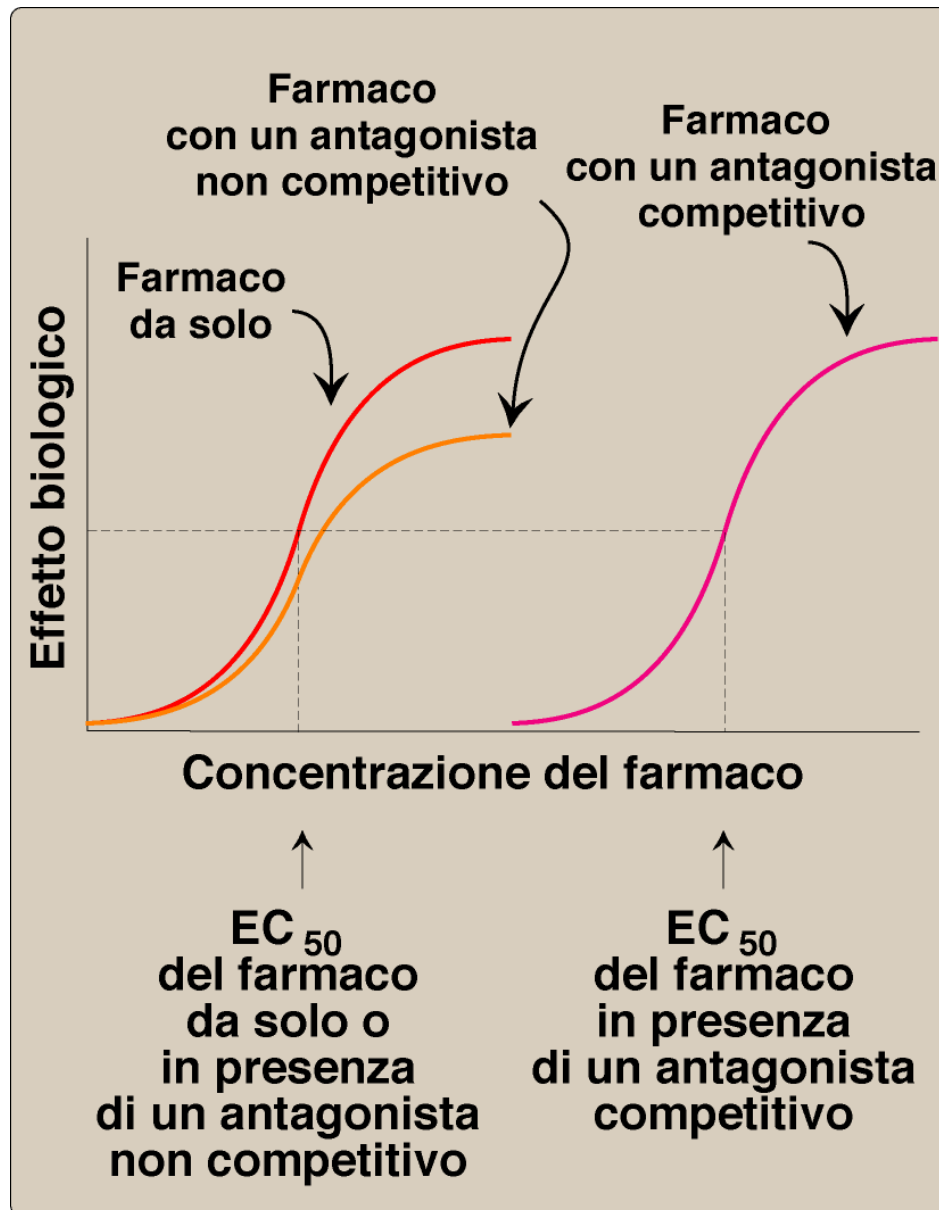 Farmaco
con un antagonista
non competitivo
Farmaco
con un antagonista
competitivo
Farmaco
da solo
Effetto biologico
Concentrazione del farmaco
EC 50
del farmaco
da solo o
in presenza
di un antagonista
non competitivo
EC 50
del farmaco
in presenza
di un antagonista
competitivo